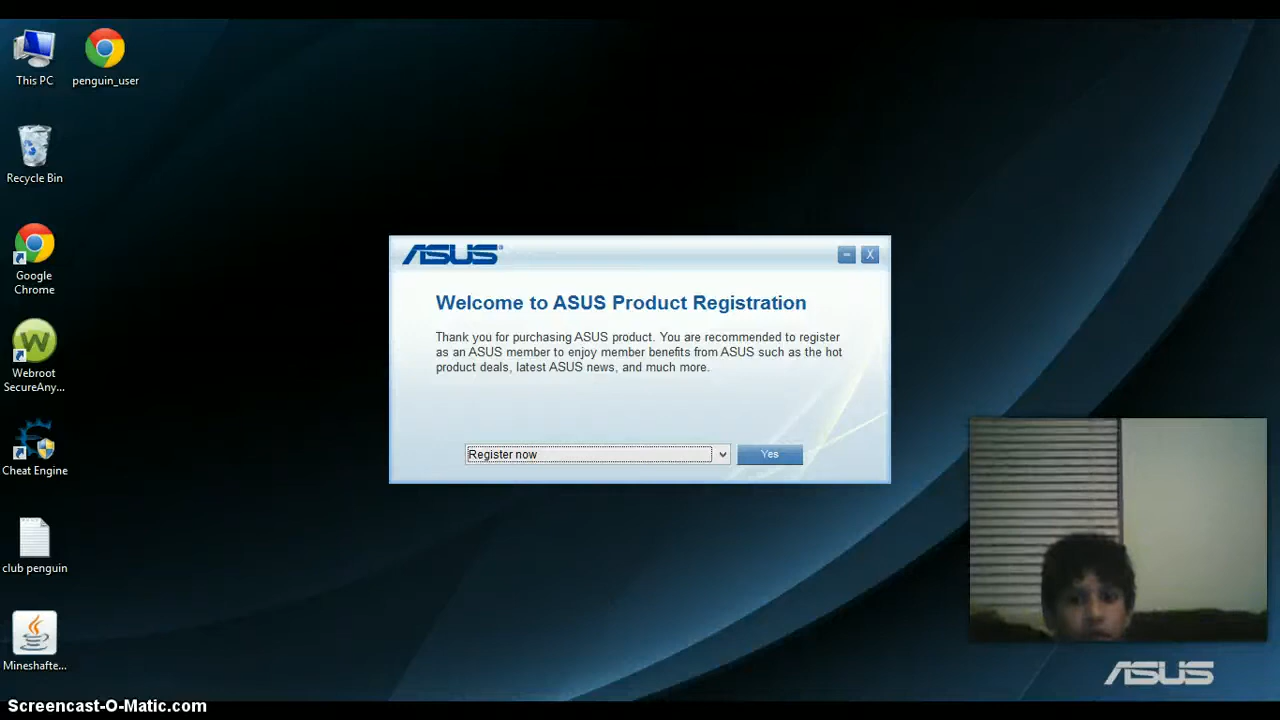 This PC
penguin_user
Recycle Bin
Google
Chrome
Webroot
SecureAny...
Cheat Engine
club penguin
Mineshafte...
ASUS
Welcome to ASUS Product Registration
Thank you for purchasing ASUS product. You are recommended to register
as an ASUS member to enjoy member benefits from ASUS such as the hot
product deals, latest ASUS news, and much more.
Register now
Yes
ASUS
Screencast-O-Matic.com